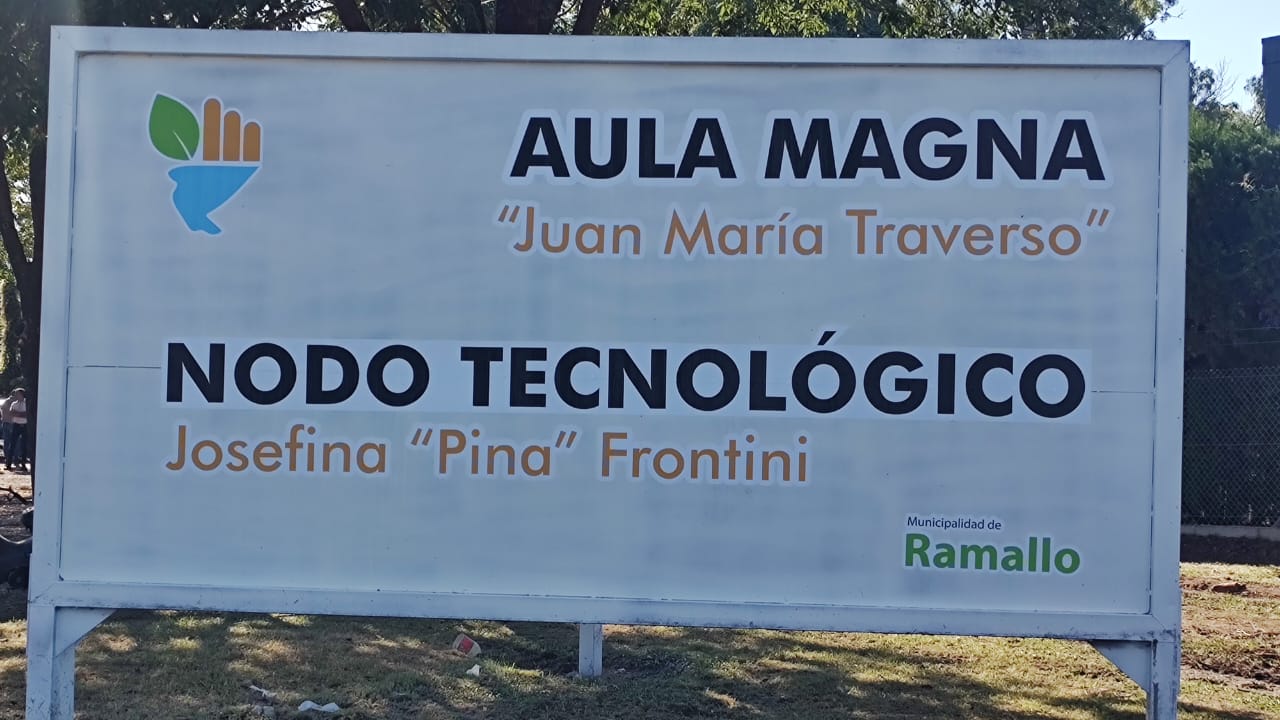 AULA MAGNA
“Juan María Traverso”
NODO TECNOLÓGICO
Josefina “Pina” Frontini
Municipalidad de
Ramallo